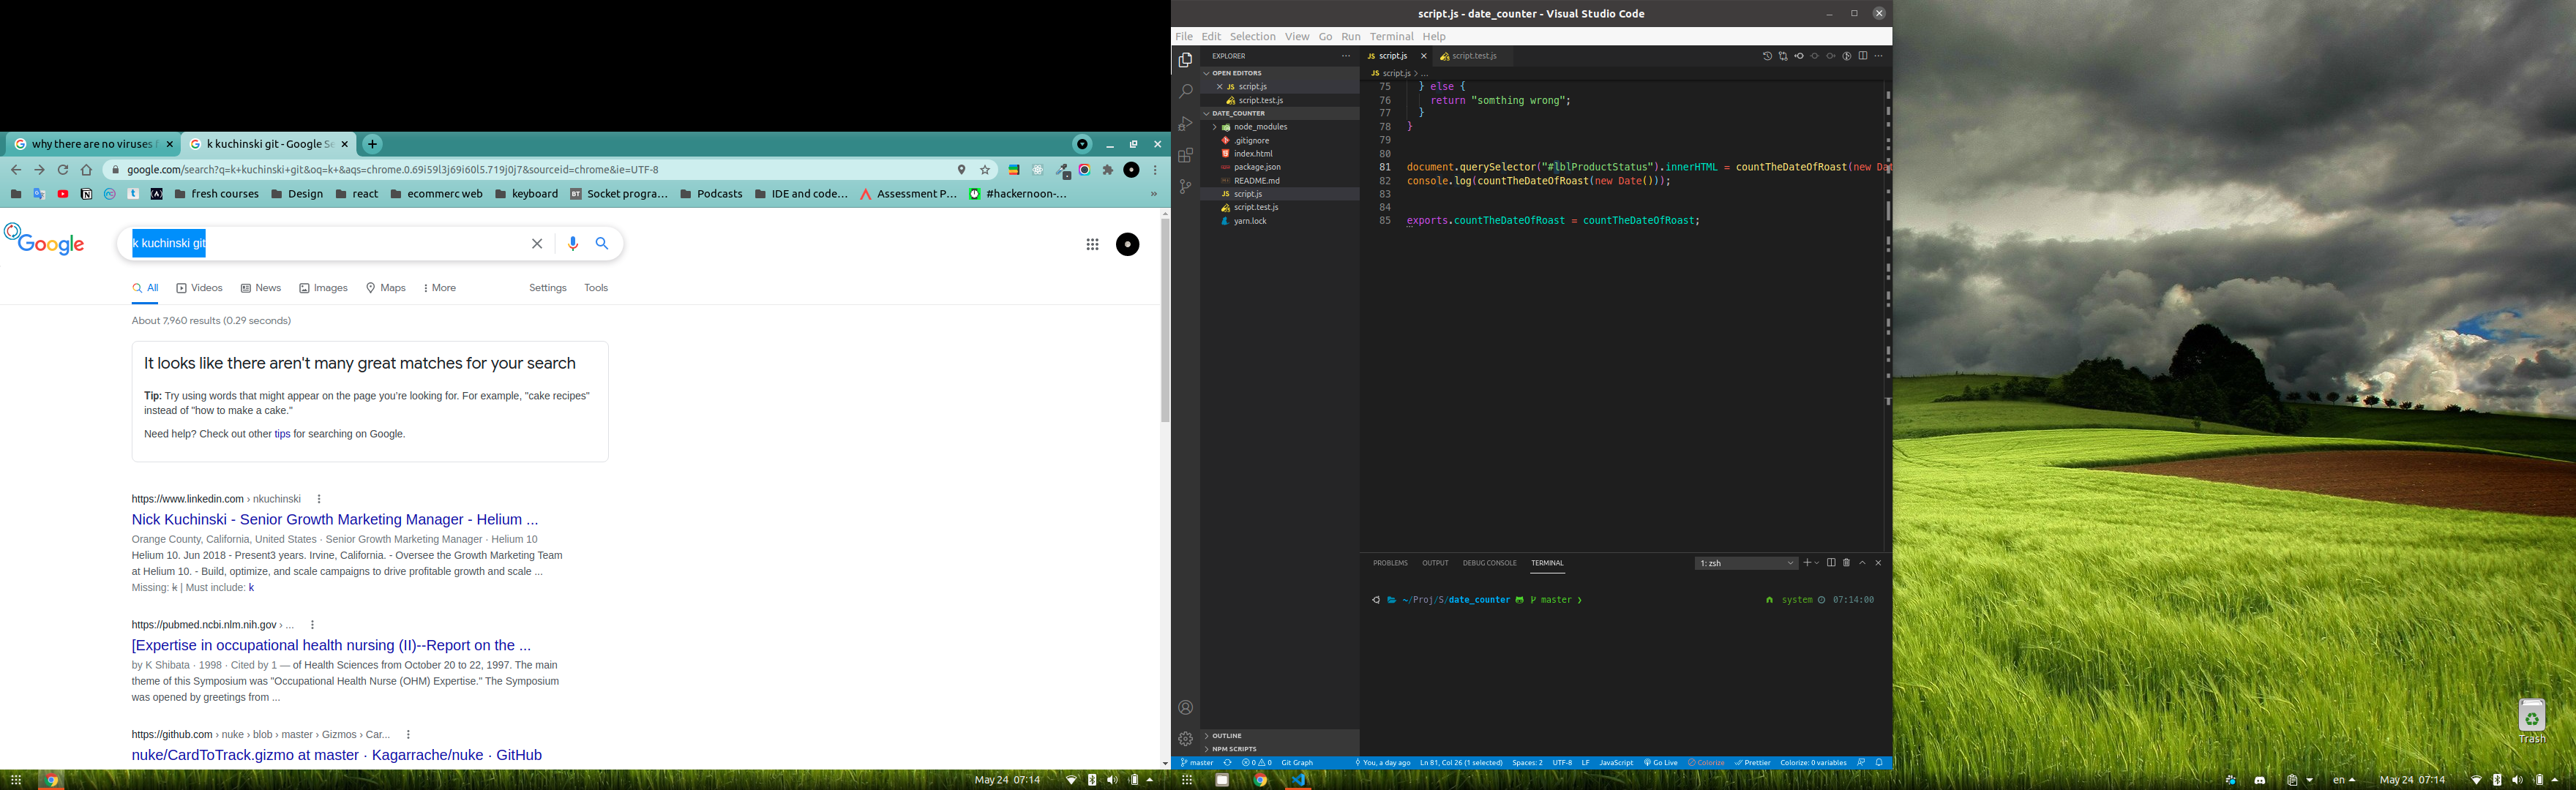 why there are no viruses
k kuchinski git - Google Se
google.com/search?q=k+kuchinski+git&oq=k+&aqs=chrome.0.69i59l3j69i60l5.719j0j7&sourceid=chrome&ie=UTF-8
fresh courses
Design
react
ecommerc web
keyboard
BT Socket progra...
Podcasts
IDE and code...
Assessment P...
#hackernoon-...
»
Google
k kuchinski git
All
Videos
News
Images
Maps
More
Settings
Tools
About 7,960 results (0.29 seconds)
It looks like there aren't many great matches for your search
Tip: Try using words that might appear on the page you're looking for. For example, "cake recipes"
instead of "how to make a cake."
Need help? Check out other tips for searching on Google.
https://www.linkedin.com › nkuchinski
Nick Kuchinski - Senior Growth Marketing Manager - Helium ...
Orange County, California, United States · Senior Growth Marketing Manager · Helium 10
Helium 10. Jun 2018 - Present3 years. Irvine, California. - Oversee the Growth Marketing Team
at Helium 10. - Build, optimize, and scale campaigns to drive profitable growth and scale ...
Missing: k | Must include: k
https://pubmed.ncbi.nlm.nih.gov › ...
[Expertise in occupational health nursing (II)--Report on the ...
by K Shibata · 1998 · Cited by 1 — of Health Sciences from October 20 to 22, 1997. The main
theme of this Symposium was "Occupational Health Nurse (OHM) Expertise." The Symposium
was opened by greetings from ...
https://github.com › nuke › blob › master › Gizmos › Car...
nuke/CardToTrack.gizmo at master · Kagarrache/nuke · GitHub
May 24 07:14
script.js - date_counter - Visual Studio Code
File Edit Selection View Go Run Terminal Help
EXPLORER
OPEN EDITORS
JS script.js
script.test.js
DATE_COUNTER
node_modules
.gitignore
index.html
package.json
README.md
JS script.js
script.test.js
yarn.lock
OUTLINE
NPM SCRIPTS
JS script.js
script.test.js
JS script.js › ...
75 } else {
76 return "somthing wrong";
77 }
78 }
79
80
81 document.querySelector("#lblProductStatus").innerHTML = countTheDateOfRoast(new Dat
82 console.log(countTheDateOfRoast(new Date()));
83
84
85 exports.countTheDateOfRoast = countTheDateOfRoast;
PROBLEMS OUTPUT DEBUG CONSOLE TERMINAL
1: zsh
~/Proj/S/date_counter master ❯
system 07:14:00
master 0 0 Git Graph
You, a day ago Ln 81, Col 26 (1 selected) Spaces: 2 UTF-8 LF JavaScript Go Live Colorize Prettier Colorize: 0 variables
Trash
en
May 24 07:14